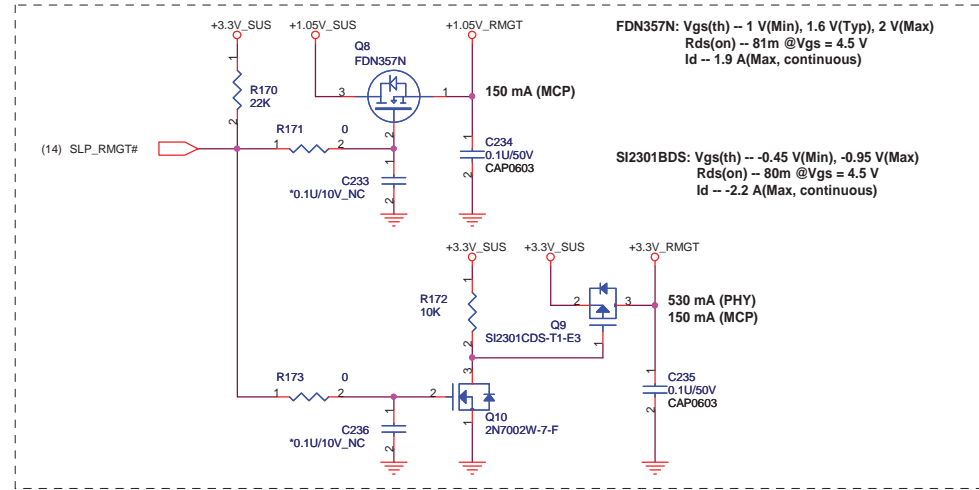 +3.3V_SUS
+1.05V_SUS
+1.05V_RMGT
FDN357N: Vgs(th) -- 1 V(Min), 1.6 V(Typ), 2 V(Max)
Rds(on) -- 81m @Vgs = 4.5 V
Id -- 1.9 A(Max, continuous)
Q8
FDN357N
1
R170
22K
2
3
1
150 mA (MCP)
2
(14) SLP_RMGT#
R171
0
1
2
1
C233
*0.1U/10V_NC
2
1
C234
0.1U/50V
CAP0603
2
SI2301BDS: Vgs(th) -- -0.45 V(Min), -0.95 V(Max)
Rds(on) -- 80m @Vgs = 4.5 V
Id -- -2.2 A(Max, continuous)
+3.3V_SUS
+3.3V_SUS
+3.3V_RMGT
1
R172
10K
2
2
3
Q9
SI2301CDS-T1-E3
1
530 mA (PHY)
150 mA (MCP)
R173
0
1
2
1
C236
*0.1U/10V_NC
2
3
2
Q10
2N7002W-7-F
1
1
C235
0.1U/50V
CAP0603
2